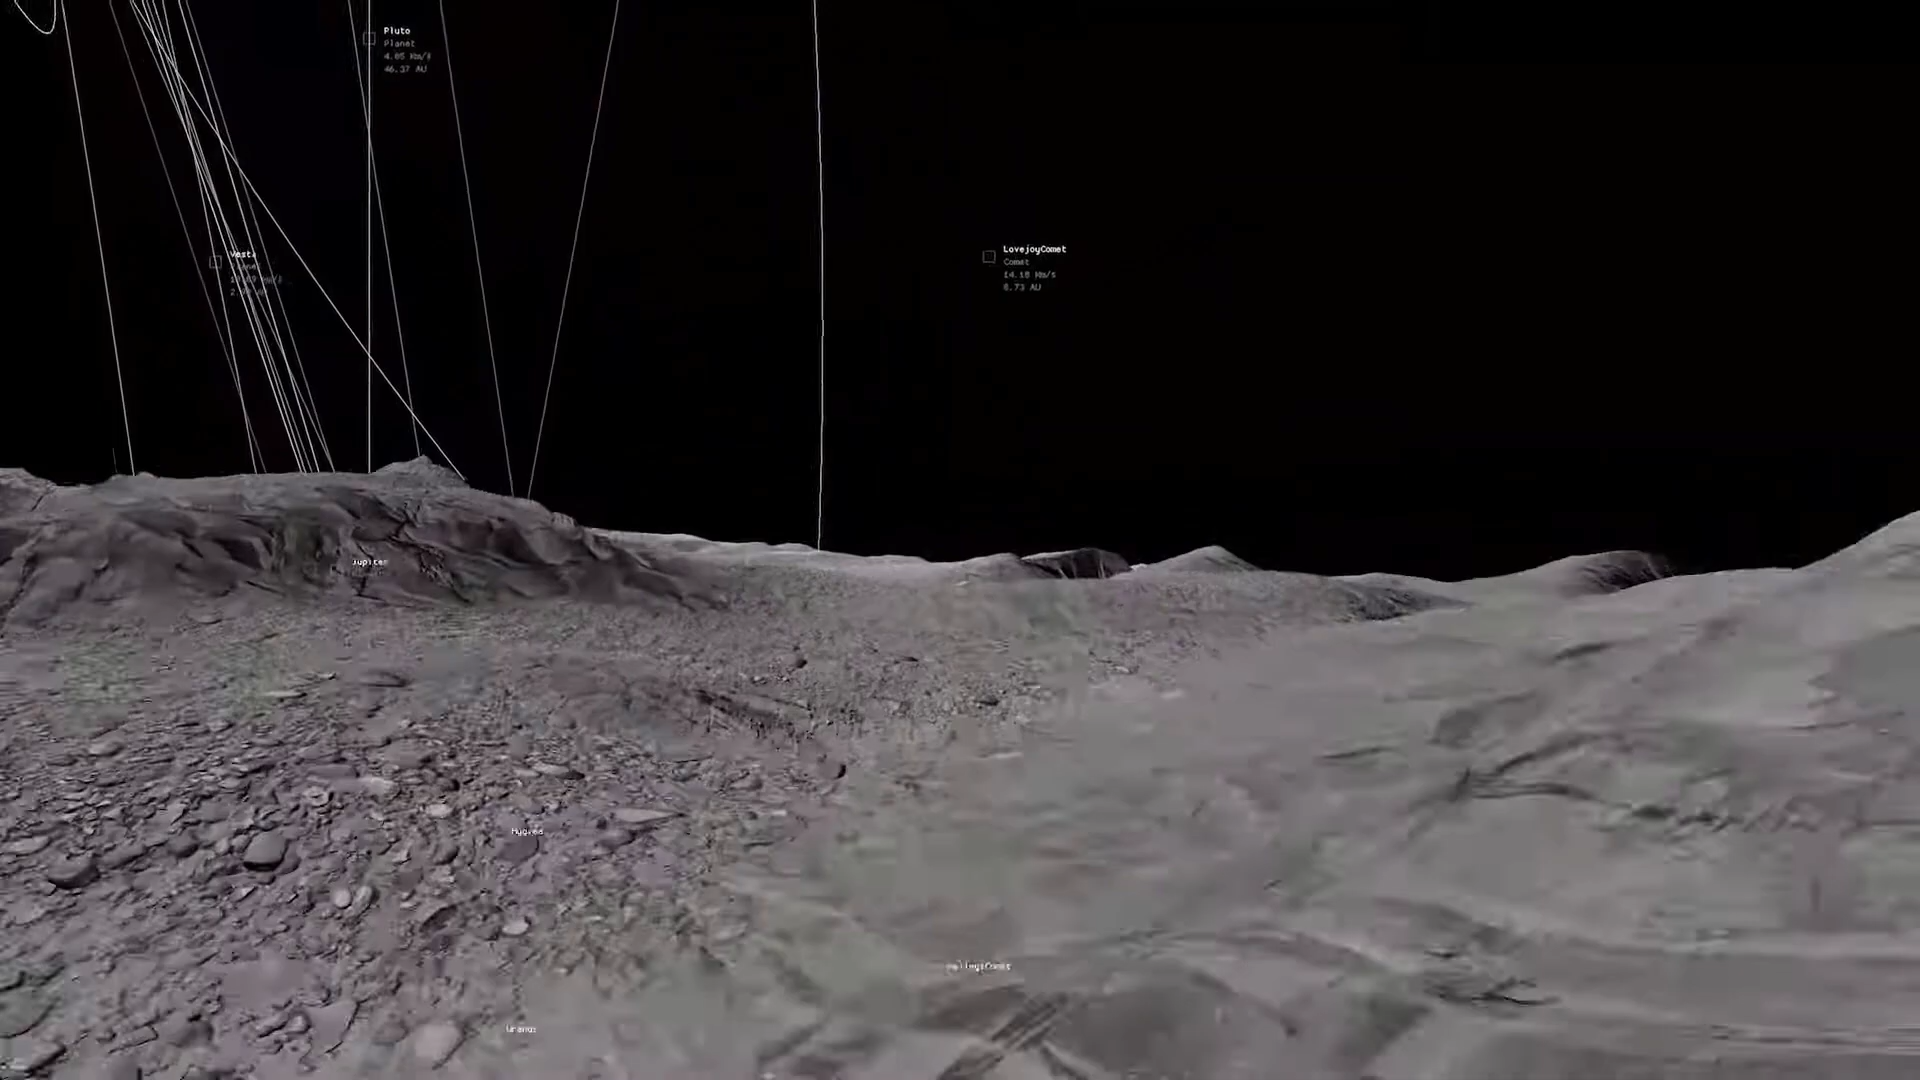 Pluto
Planet
4.05 Km/s
46.37 AU
Vesta
LovejoyComet
Comet
14.18 Km/s
8.73 AU
Jupiter
Hygiea
Uranus